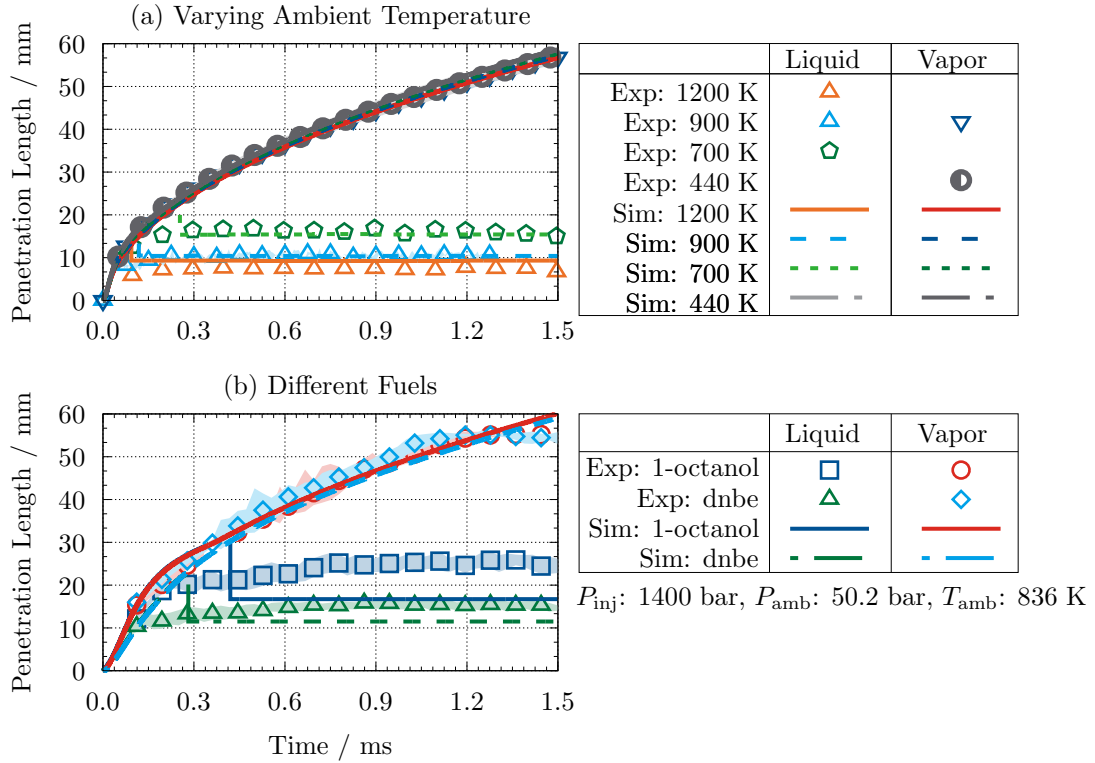 (a) Varying Ambient Temperature
Penetration Length / mm
60
50
40
30
20
10
0
0.0 0.3 0.6 0.9 1.2 1.5
Liquid Vapor
Exp: 1200 K
Exp: 900 K
Exp: 700 K
Exp: 440 K
Sim: 1200 K
Sim: 900 K
Sim: 700 K
Sim: 440 K
(b) Different Fuels
Penetration Length / mm
60
50
40
30
20
10
0
0.0 0.3 0.6 0.9 1.2 1.5
Time / ms
Liquid Vapor
Exp: 1-octanol
Exp: dnbe
Sim: 1-octanol
Sim: dnbe
P_inj: 1400 bar, P_amb: 50.2 bar, T_amb: 836 K